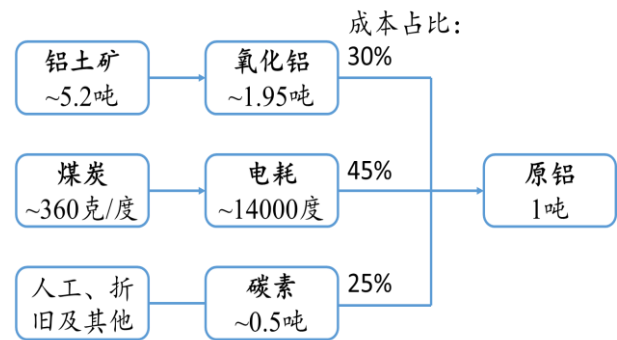 成本占比：
铝土矿
~5.2吨
氧化铝
~1.95吨
30%
煤炭
~360克/度
电耗
~14000度
45%
原铝
1吨
人工、折
旧及其他
碳素
~0.5吨
25%